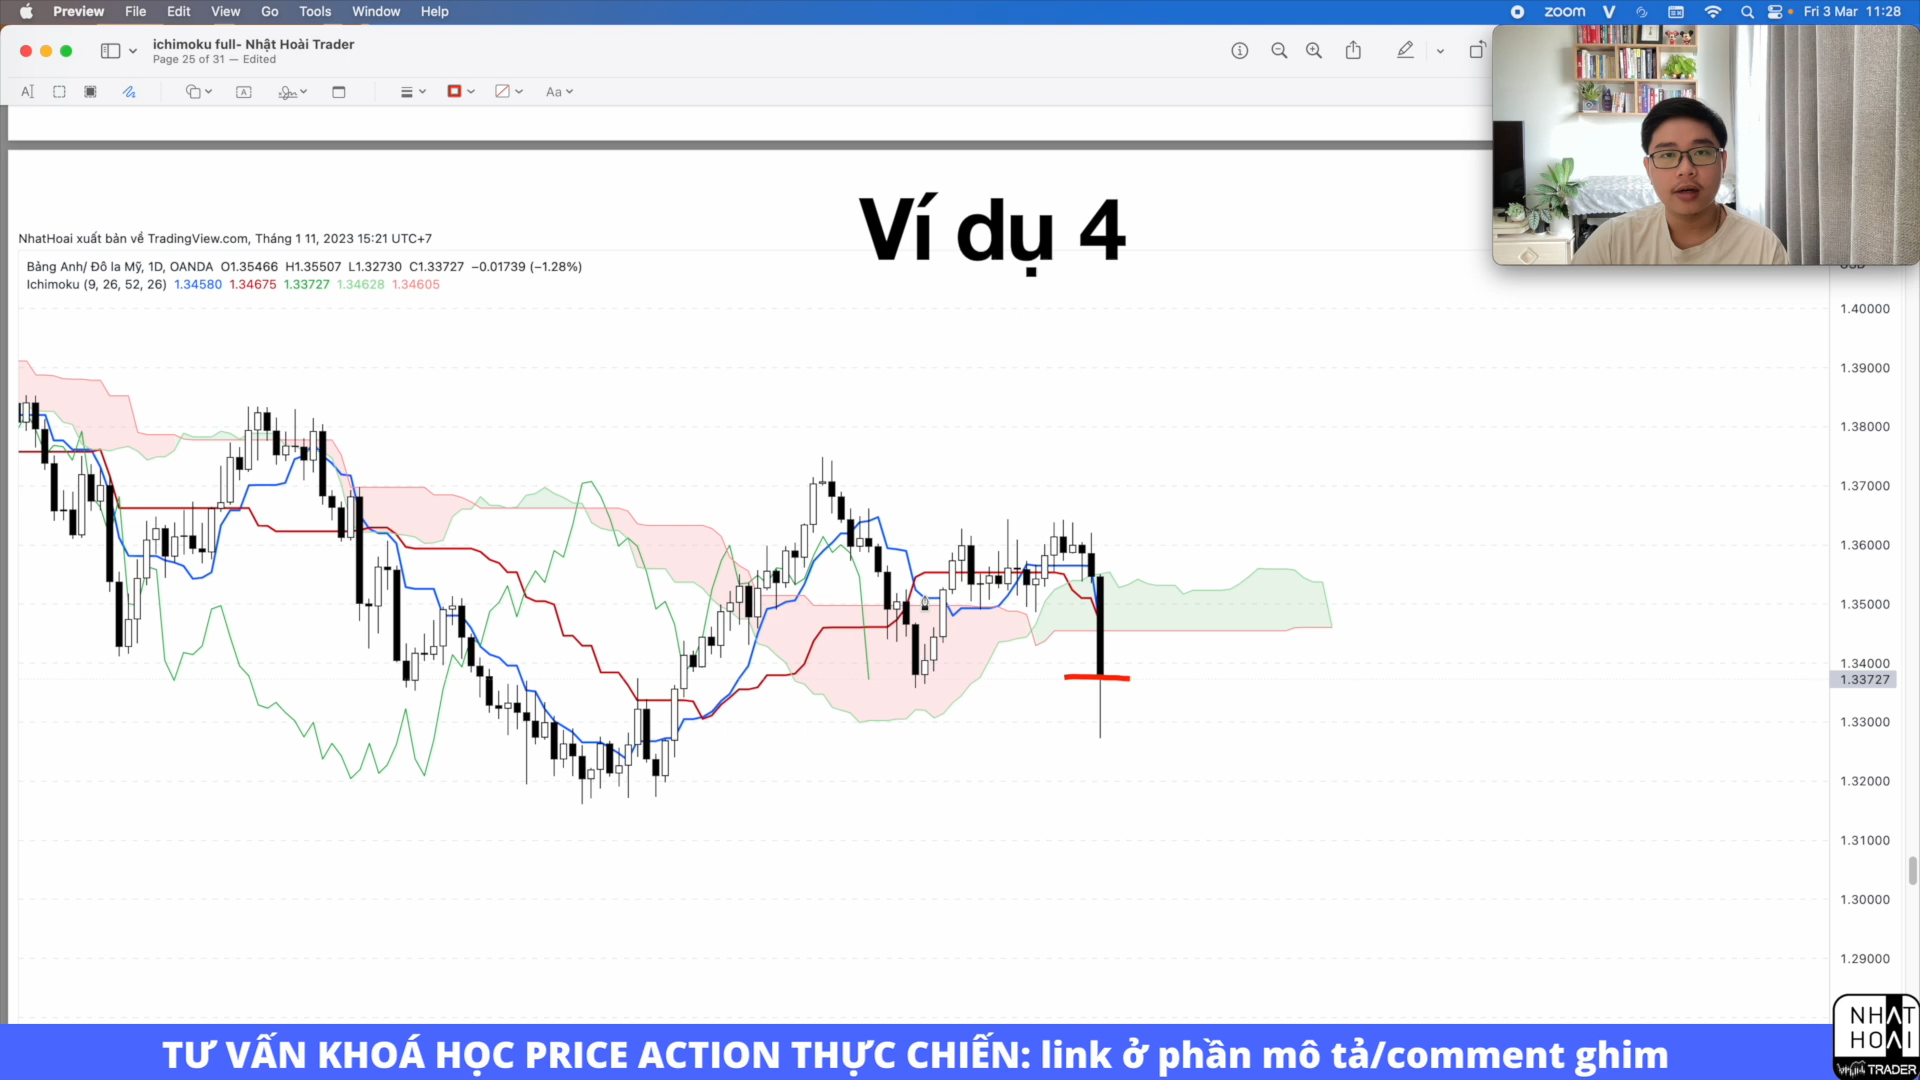 Preview File Edit View Go Tools Window Help zoom Fri 3 Mar 11:28
ichimoku full- Nhật Hoài Trader
Page 25 of 31 — Edited
Aa
Ví dụ 4
NhatHoai xuất bản về TradingView.com, Tháng 1 11, 2023 15:21 UTC+7
Bảng Anh/ Đô la Mỹ, 1D, OANDA O1.35466 H1.35507 L1.32730 C1.33727 −0.01739 (−1.28%)
Ichimoku (9, 26, 52, 26) 1.34580 1.34675 1.33727 1.34628 1.34605
1.40000
1.39000
1.38000
1.37000
1.36000
1.35000
1.34000
1.33727
1.33000
1.32000
1.31000
1.30000
1.29000
TƯ VẤN KHOÁ HỌC PRICE ACTION THỰC CHIẾN: link ở phần mô tả/comment ghim
NHẬT
HOÀI
TRADER